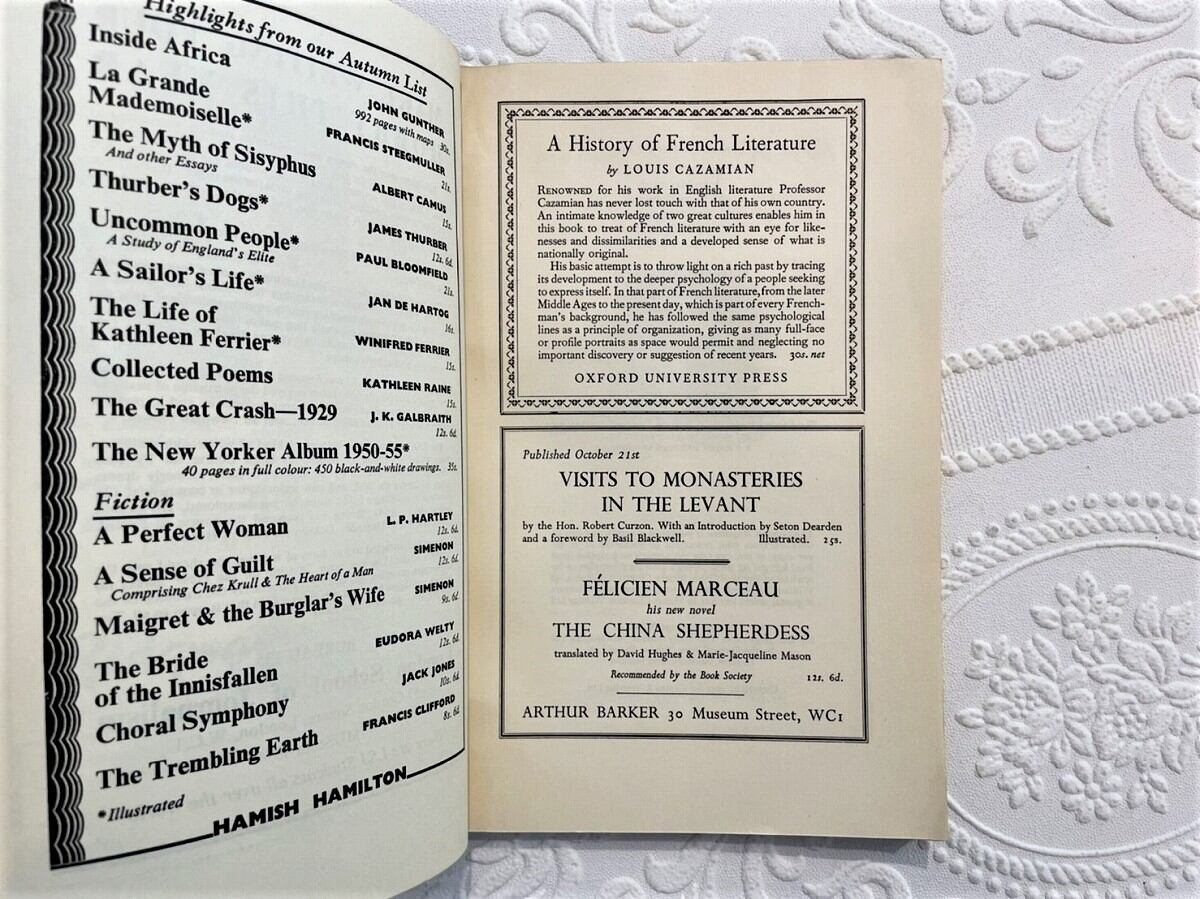 Highlights from our Autumn List
Inside Africa
JOHN GUNTHER
992 pages with maps 30s.
La Grande
Mademoiselle*
FRANCIS STEEGMULLER
21s.
The Myth of Sisyphus
And other Essays
ALBERT CAMUS
15s.
Thurber's Dogs*
JAMES THURBER
12s. 6d.
Uncommon People*
A Study of England's Elite
PAUL BLOOMFIELD
21s.
A Sailor's Life*
JAN DE HARTOG
16s.
The Life of
Kathleen Ferrier*
WINIFRED FERRIER
15s.
Collected Poems
KATHLEEN RAINE
15s.
The Great Crash—1929
J. K. GALBRAITH
12s. 6d.
The New Yorker Album 1950-55*
40 pages in full colour: 450 black-and-white drawings. 35s.
Fiction
A Perfect Woman
L. P. HARTLEY
12s. 6d.
A Sense of Guilt
SIMENON
Comprising Chez Krull & The Heart of a Man
12s. 6d.
Maigret & the Burglar's Wife
SIMENON
9s. 6d.
The Bride
of the Innisfallen
EUDORA WELTY
12s. 6d.
Choral Symphony
JACK JONES
10s. 6d.
The Trembling Earth
FRANCIS CLIFFORD
8s. 6d.
*Illustrated
HAMISH HAMILTON
A History of French Literature
by LOUIS CAZAMIAN
RENOWNED for his work in English literature Professor
Cazamian has never lost touch with that of his own country.
An intimate knowledge of two great cultures enables him in
this book to treat of French literature with an eye for like-
nesses and dissimilarities and a developed sense of what is
nationally original.
His basic attempt is to throw light on a rich past by tracing
its development to the deeper psychology of a people seeking
to express itself. In that part of French literature, from the later
Middle Ages to the present day, which is part of every French-
man's background, he has followed the same psychological
lines as a principle of organization, giving as many full-face
or profile portraits as space would permit and neglecting no
important discovery or suggestion of recent years. 30s. net
OXFORD UNIVERSITY PRESS
Published October 21st
VISITS TO MONASTERIES
IN THE LEVANT
by the Hon. Robert Curzon. With an Introduction by Seton Dearden
and a foreword by Basil Blackwell. Illustrated. 25s.
FÉLICIEN MARCEAU
his new novel
THE CHINA SHEPHERDESS
translated by David Hughes & Marie-Jacqueline Mason
Recommended by the Book Society 12s. 6d.
ARTHUR BARKER 30 Museum Street, WC1